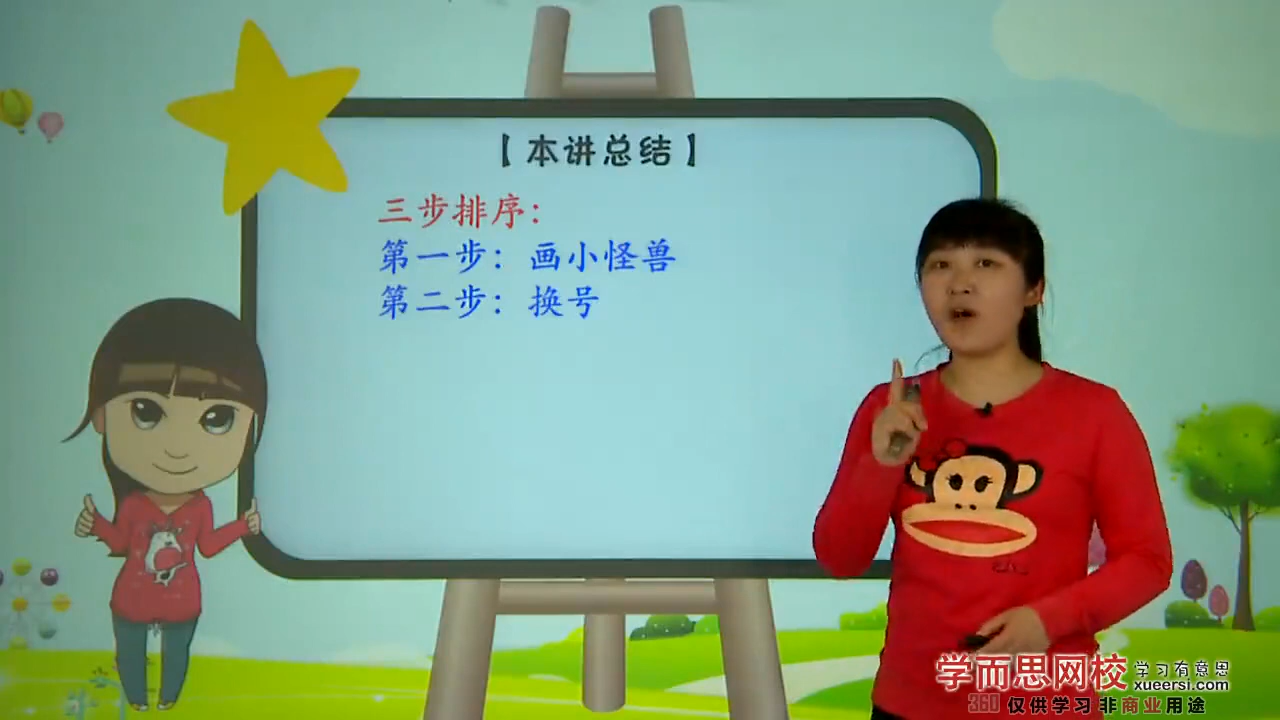 【本讲总结】
三步排序：
第一步：画小怪兽
第二步：换号
学而思网校
学习有意思
xueersi.com
360 仅供学习 非商业用途